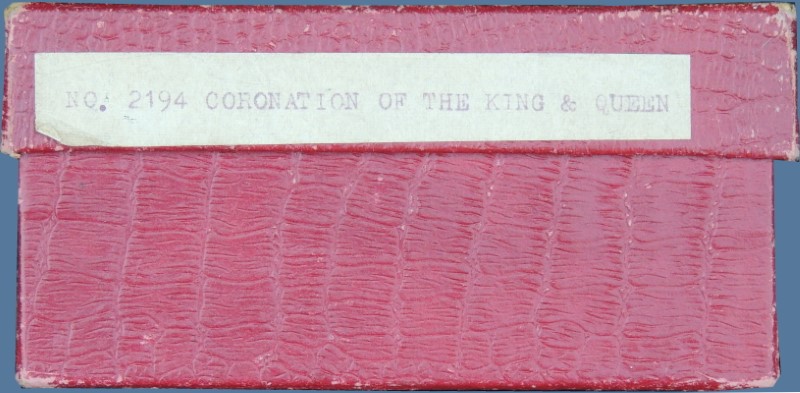 NO. 2194 CORONATION OF THE KING & QUEEN